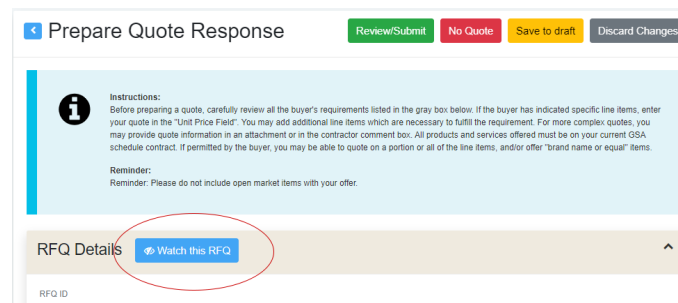 Prepare Quote Response
Review/Submit
No Quote
Save to draft
Discard Changes
Instructions:
Before preparing a quote, carefully review all the buyer's requirements listed in the gray box below. If the buyer has indicated specific line items, enter
your quote in the "Unit Price Field". You may add additional line items which are necessary to fulfill the requirement. For more complex quotes, you
may provide quote information in an attachment or in the contractor comment box. All products and services offered must be on your current GSA
schedule contract. If permitted by the buyer, you may be able to quote on a portion or all of the line items, and/or offer "brand name or equal" items.
Reminder:
Reminder: Please do not include open market items with your offer.
RFQ Details
Watch this RFQ
RFQ ID